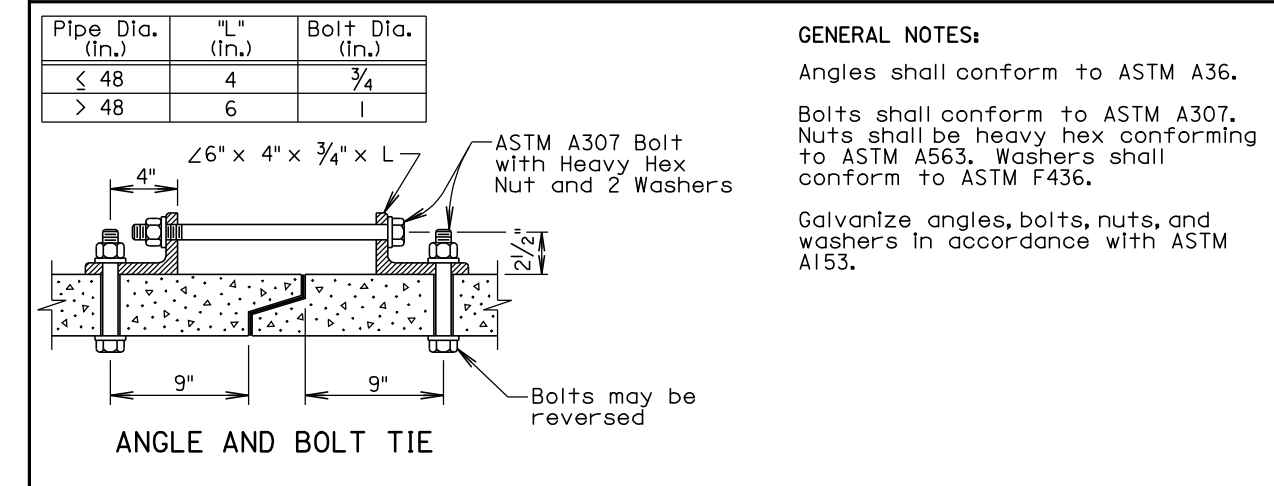 Pipe Dia. "L" Bolt Dia.
(in.) (in.) (in.)
≤ 48 4 3/4
> 48 6 1
∠6" x 4" x 3/4" x L
4"
ASTM A307 Bolt
with Heavy Hex
Nut and 2 Washers
2 1/2"
9" 9"
Bolts may be
reversed
ANGLE AND BOLT TIE
GENERAL NOTES:
Angles shall conform to ASTM A36.
Bolts shall conform to ASTM A307.
Nuts shall be heavy hex conforming
to ASTM A563. Washers shall
conform to ASTM F436.
Galvanize angles, bolts, nuts, and
washers in accordance with ASTM
A153.